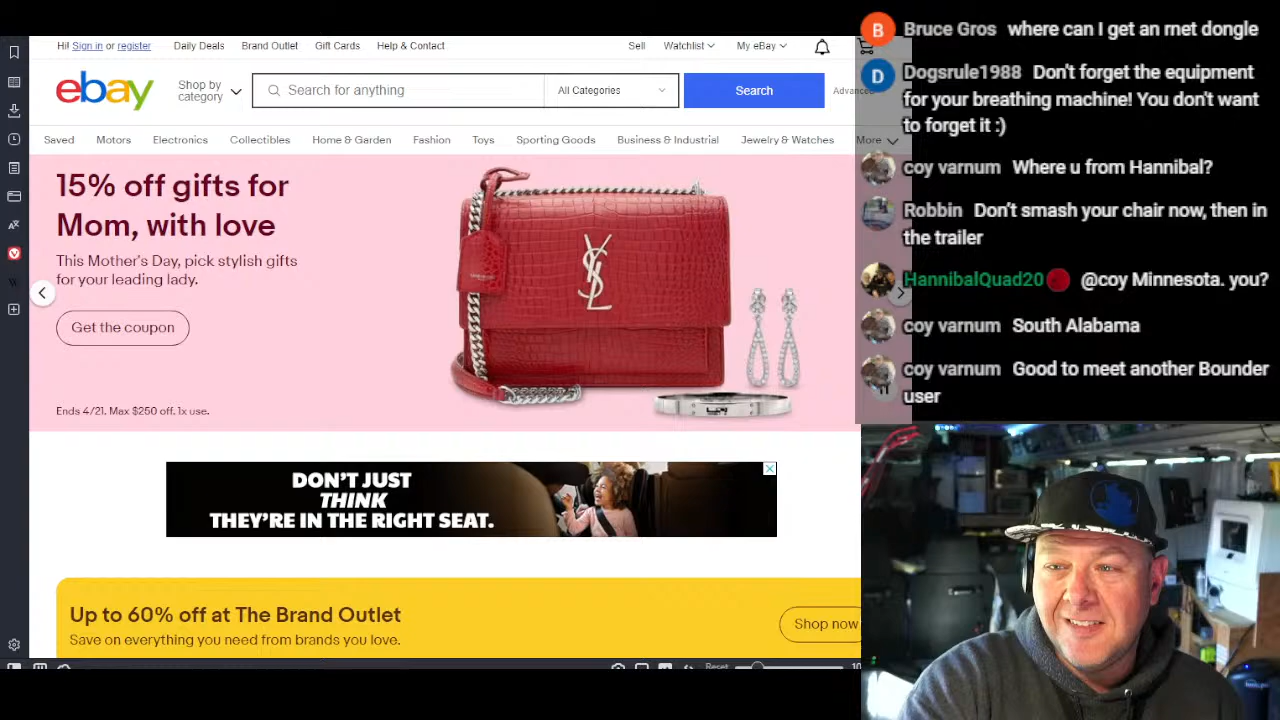 Hi! Sign in or register
Daily Deals
Brand Outlet
Gift Cards
Help & Contact
Sell
Watchlist
My eBay
ebay
Shop by
category
Search for anything
All Categories
Search
Advanced
Saved
Motors
Electronics
Collectibles
Home & Garden
Fashion
Toys
Sporting Goods
Business & Industrial
Jewelry & Watches
More
15% off gifts for
Mom, with love
This Mother's Day, pick stylish gifts
for your leading lady.
Get the coupon
Ends 4/21. Max $250 off. 1x use.
YSL
DON'T JUST
THINK
THEY'RE IN THE RIGHT SEAT.
Up to 60% off at The Brand Outlet
Save on everything you need from brands you love.
Shop now
Reset
B
Bruce Gros where can I get an rnet dongle
D
Dogsrule1988 Don't forget the equipment
for your breathing machine! You don't want
to forget it :)
coy varnum Where u from Hannibal?
Robbin Don't smash your chair now, then in
the trailer
HannibalQuad20 @coy Minnesota. you?
coy varnum South Alabama
coy varnum Good to meet another Bounder
user